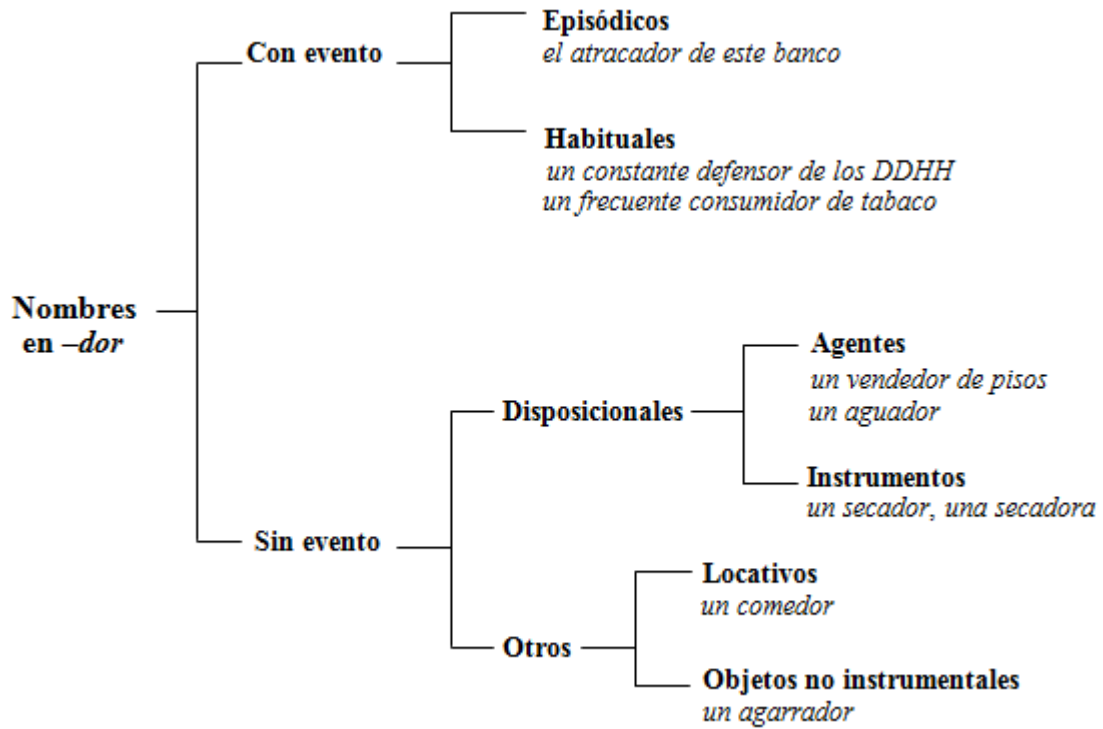 Episódicos
el atracador de este banco
Con evento
Habituales
un constante defensor de los DDHH
un frecuente consumidor de tabaco
Nombres
en –dor
Agentes
un vendedor de pisos
un aguador
Disposicionales
Instrumentos
un secador, una secadora
Sin evento
Locativos
un comedor
Otros
Objetos no instrumentales
un agarrador